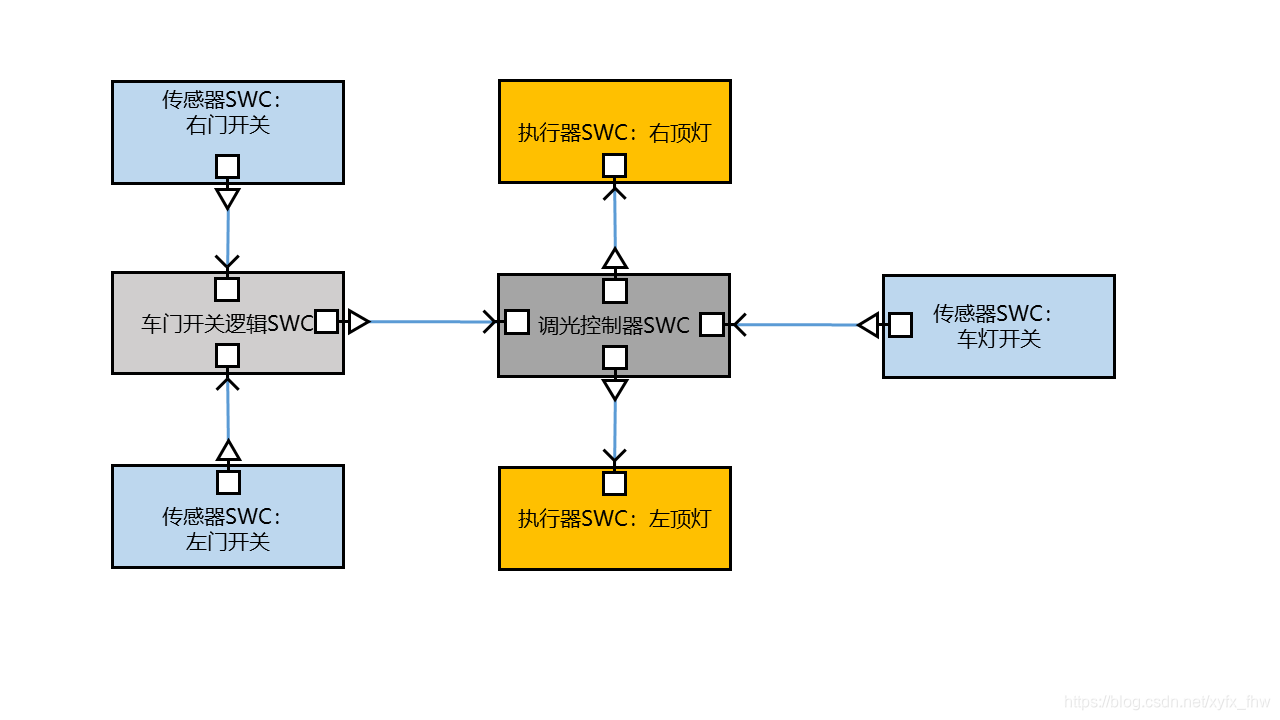 传感器SWC：
右门开关
执行器SWC：右顶灯
车门开关逻辑SWC
调光控制器SWC
传感器SWC：
车灯开关
传感器SWC：
左门开关
执行器SWC：左顶灯
https://blog.csdn.net/xyfx_fhw